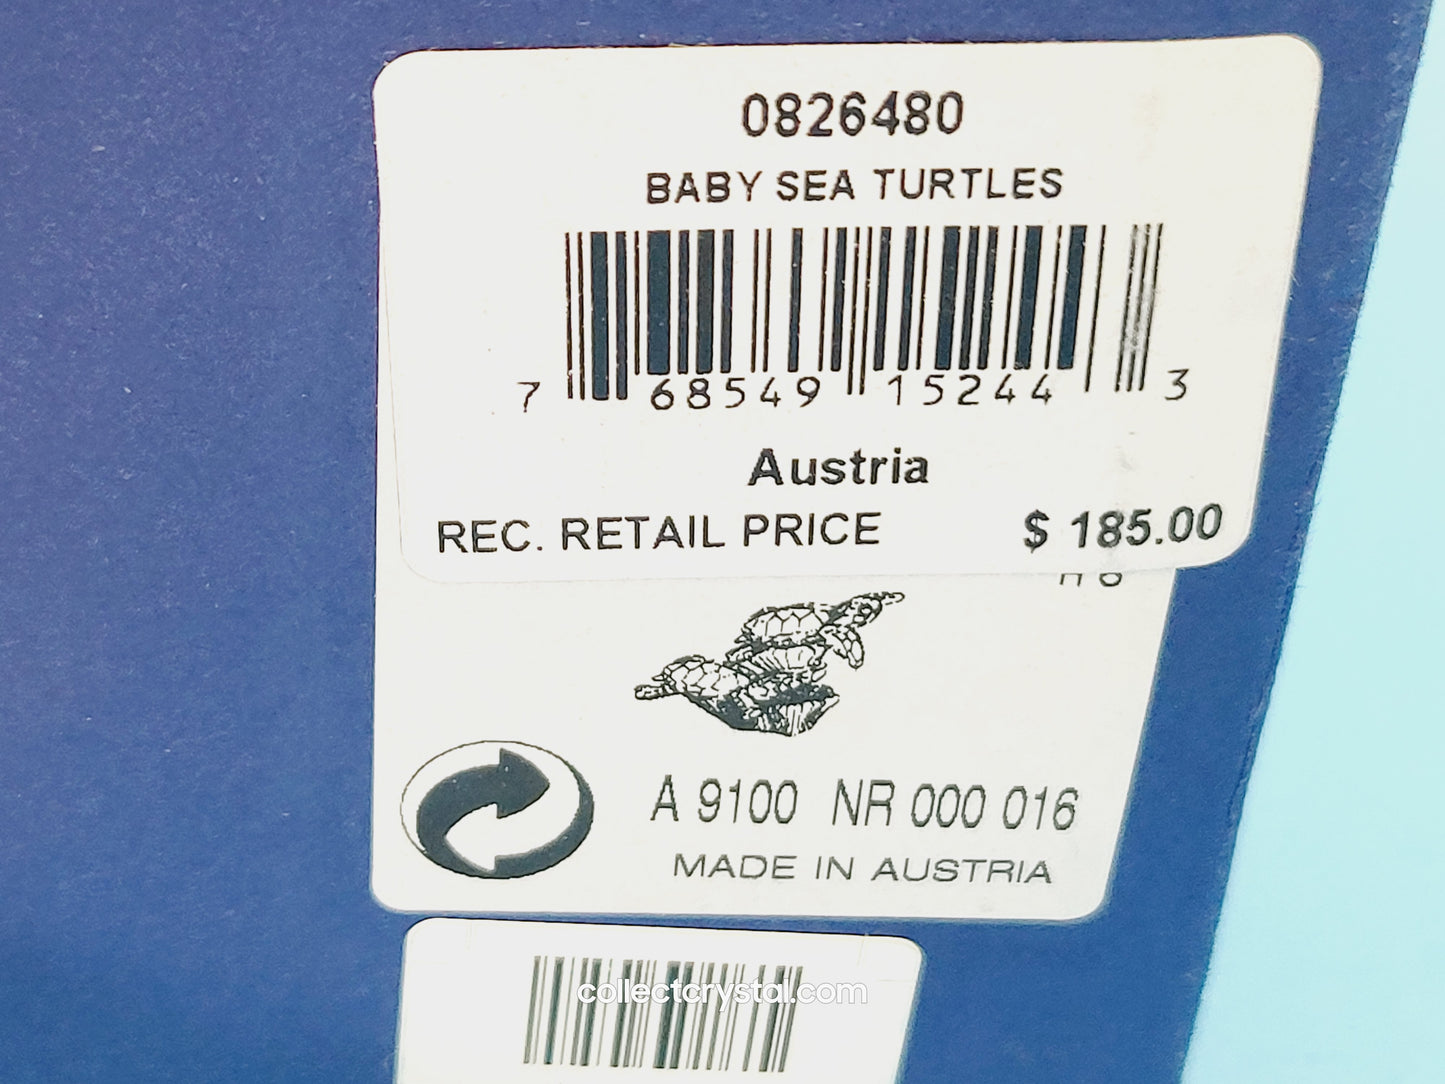 0826480
BABY SEA TURTLES
7 68549 15244 3
Austria
REC. RETAIL PRICE $ 185.00
A 9100 NR 000 016
MADE IN AUSTRIA
collectcrystal.com